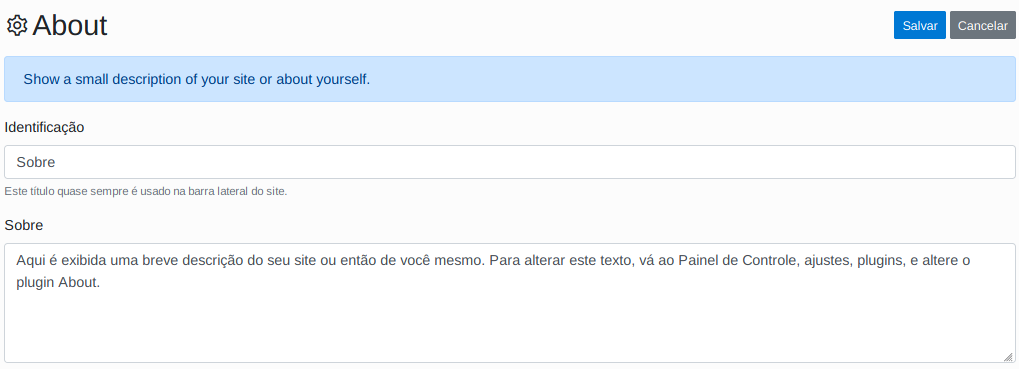 About
Salvar
Cancelar
Show a small description of your site or about yourself.
Identificação
Sobre
Este título quase sempre é usado na barra lateral do site.
Sobre
Aqui é exibida uma breve descrição do seu site ou então de você mesmo. Para alterar este texto, vá ao Painel de Controle, ajustes, plugins, e altere o
plugin About.